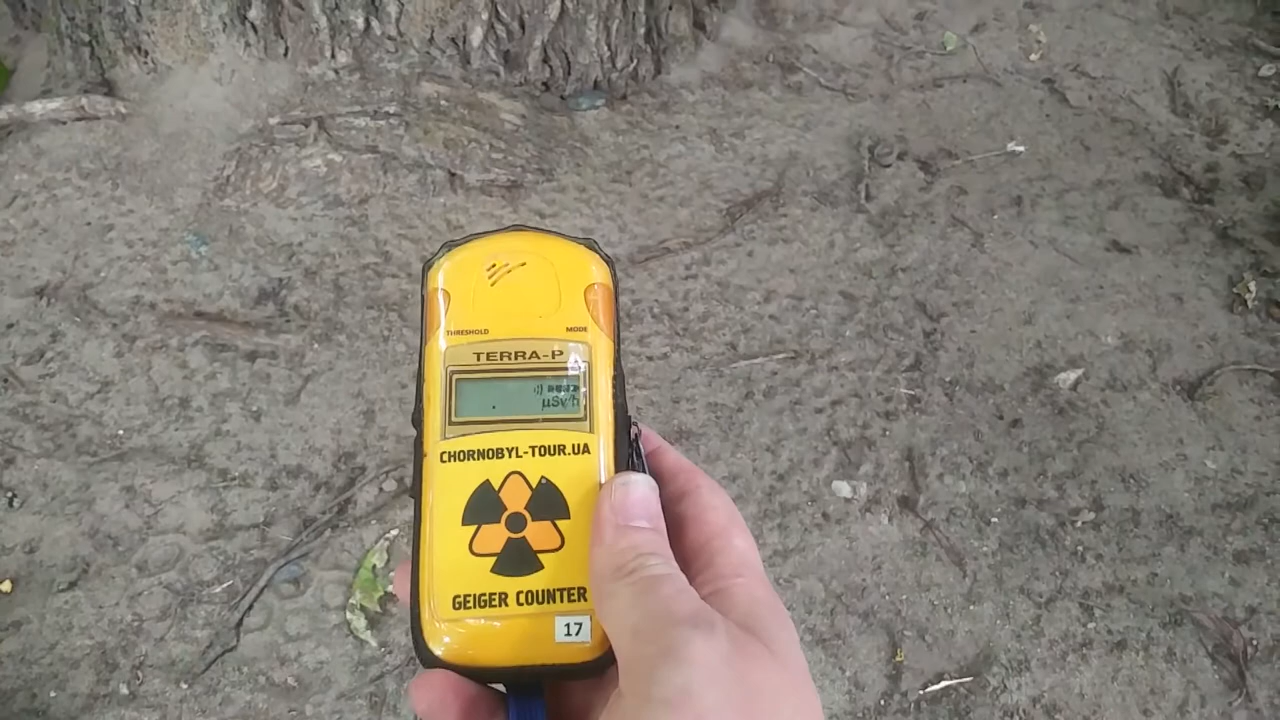 THRESHOLD MODE
TERRA-P
µSv/h
CHORNOBYL-TOUR.UA
GEIGER COUNTER
17